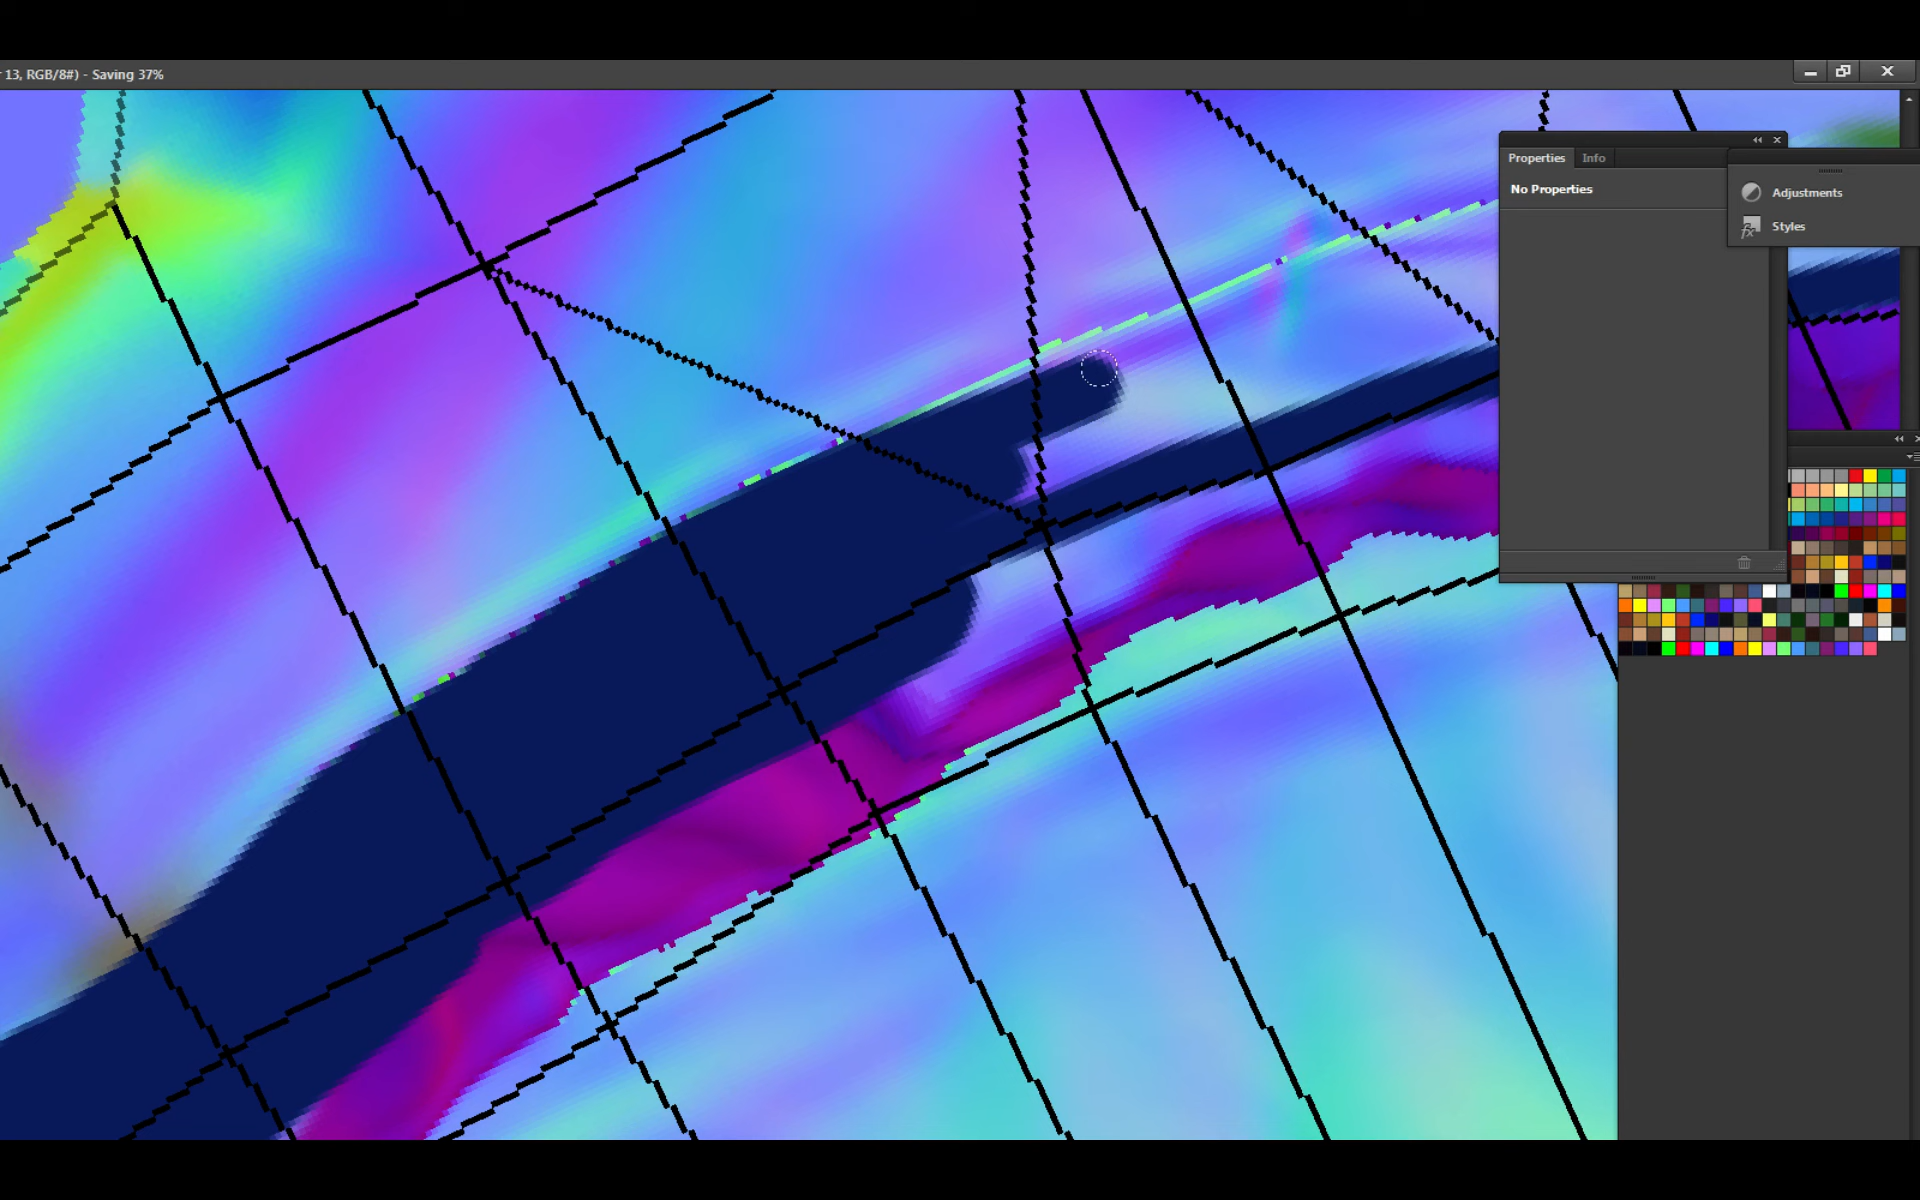 13, RGB/8#) - Saving 37%
Properties
Info
No Properties
Adjustments
Styles